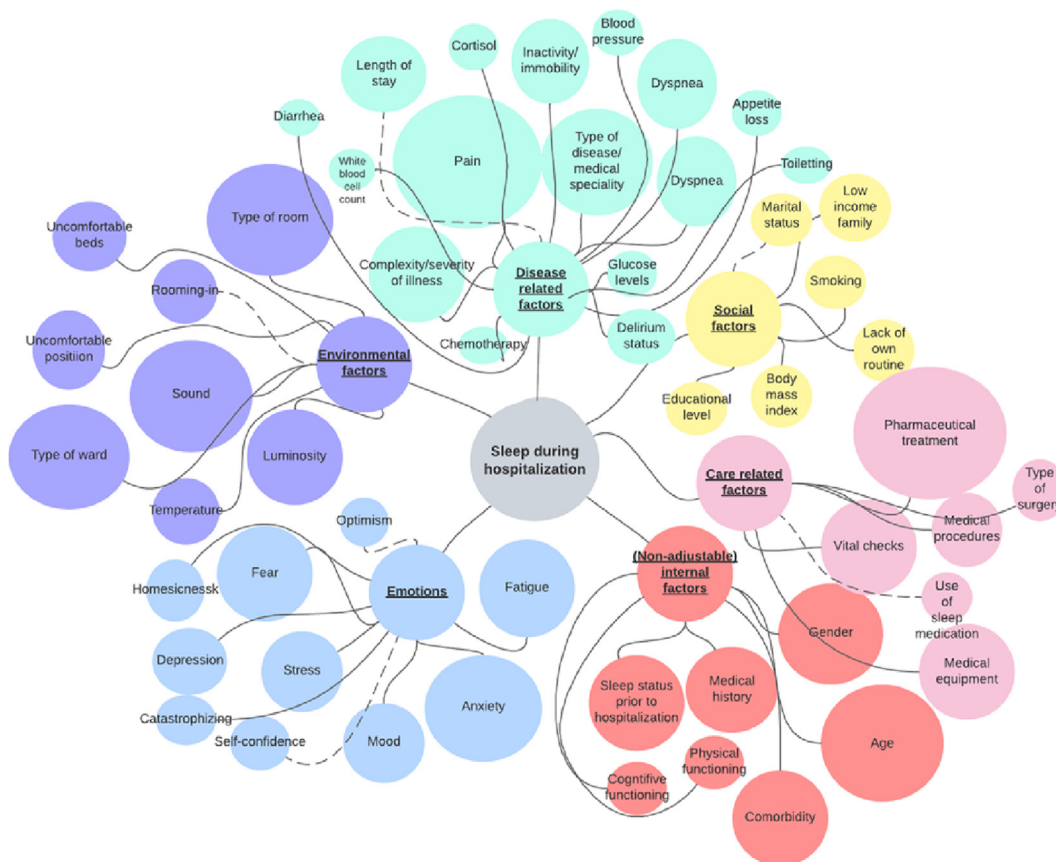 Blood
pressure
Cortisol
Inactivity/
immobility
Length of
stay
Dyspnea
Appetite
loss
Diarrhea
White
blood
cell
count
Pain
Type of
disease/
medical
speciality
Dyspnea
Toiletting
Marital
status
Low
income
family
Type of room
Uncomfortable
beds
Rooming-in
Complexity/severity
of illness
Disease
related
factors
Glucose
levels
Smoking
Social
factors
Delirium
status
Chemotherapy
Lack of
own
routine
Uncomfortable
positiion
Environmental
factors
Sound
Educational
level
Body
mass
index
Type of ward
Luminosity
Sleep during
hospitalization
Pharmaceutical
treatment
Care related
factors
Type
of
surgery
Temperature
Optimism
Medical
procedures
Vital checks
(Non-adjustable)
internal
factors
Homesicnessk
Fear
Emotions
Fatigue
Use
of
sleep
medication
Gender
Depression
Stress
Medical
equipment
Sleep status
prior to
hospitalization
Medical
history
Catastrophizing
Self-confidence
Mood
Anxiety
Age
Physical
functioning
Cogntifive
functioning
Comorbidity